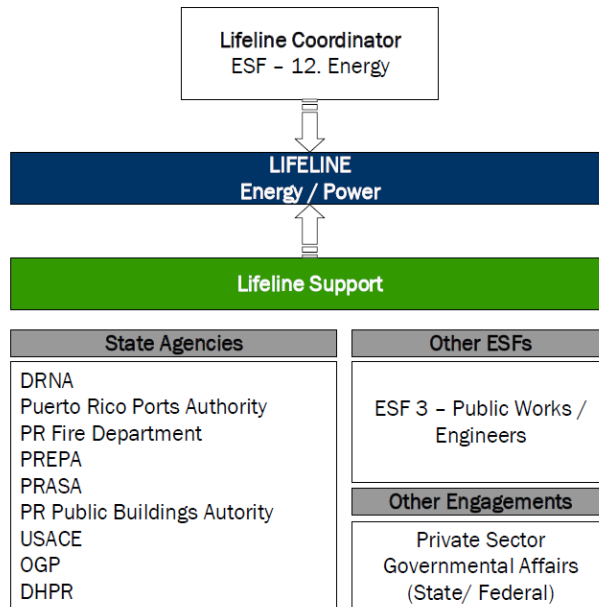 Lifeline Coordinator
ESF – 12. Energy
LIFELINE
Energy / Power
Lifeline Support
State Agencies
DRNA
Puerto Rico Ports Authority
PR Fire Department
PREPA
PRASA
PR Public Buildings Autority
USACE
OGP
DHPR
Other ESFs
ESF 3 – Public Works /
Engineers
Other Engagements
Private Sector
Governmental Affairs
(State/ Federal)